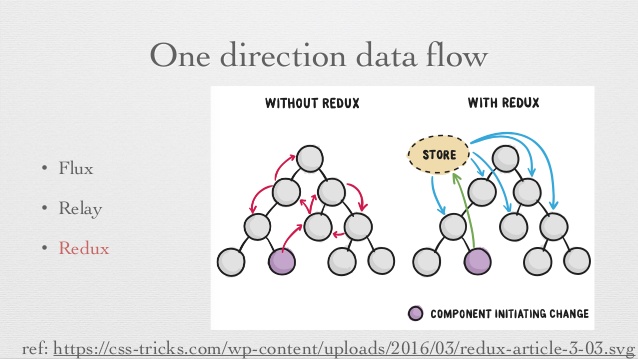 One direction data flow
WITHOUT REDUX
WITH REDUX
STORE
• Flux
• Relay
• Redux
COMPONENT INITIATING CHANGE
ref: https://css-tricks.com/wp-content/uploads/2016/03/redux-article-3-03.svg